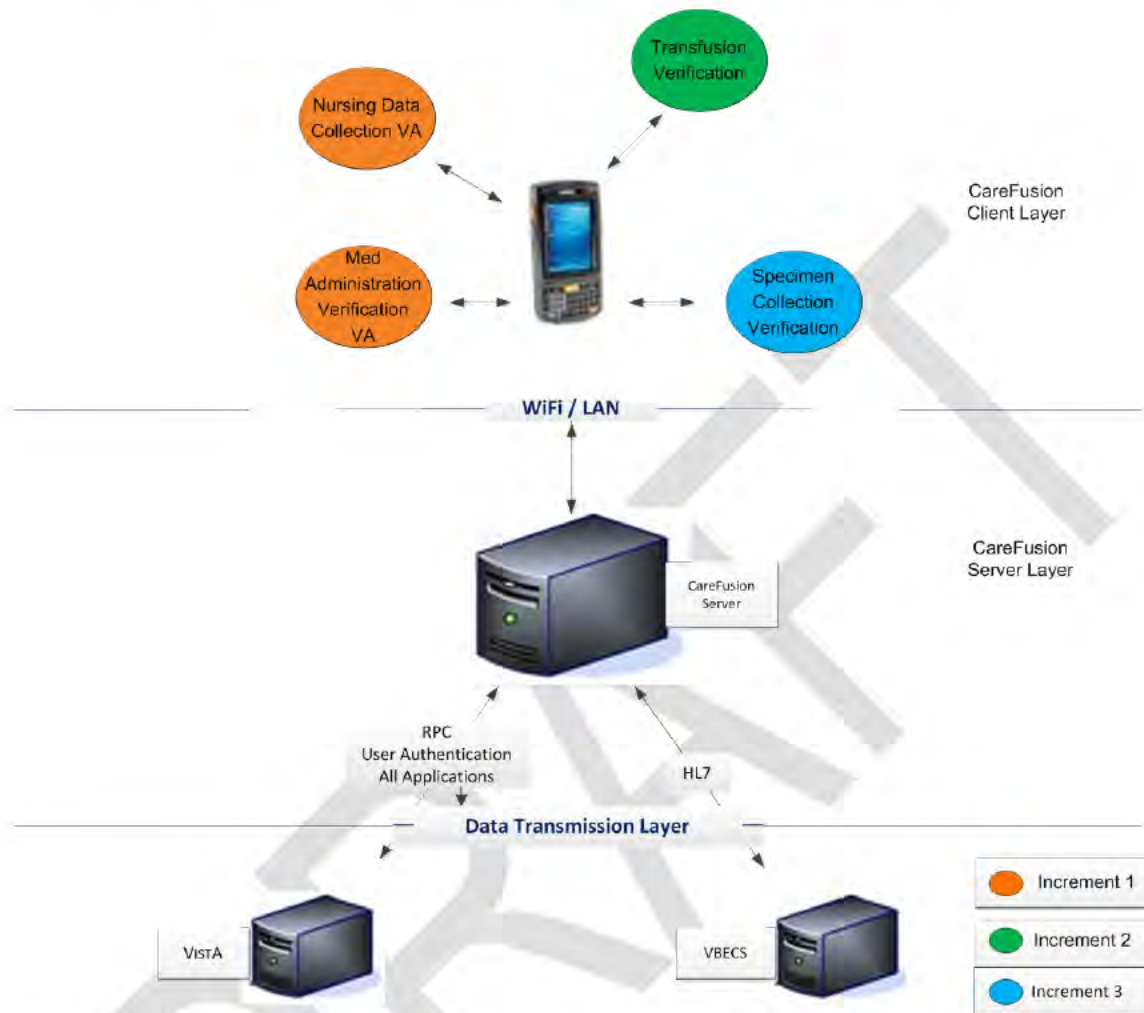 Transfusion
Verification
Nursing Data
Collection VA
CareFusion
Client Layer
Med
Administration
Verification
VA
Specimen
Collection
Verification
WiFi / LAN
CareFusion
Server Layer
CareFusion
Server
RPC
User Authentication
All Applications
HL7
Data Transmission Layer
VISTA
VBECS
Increment 1
Increment 2
Increment 3